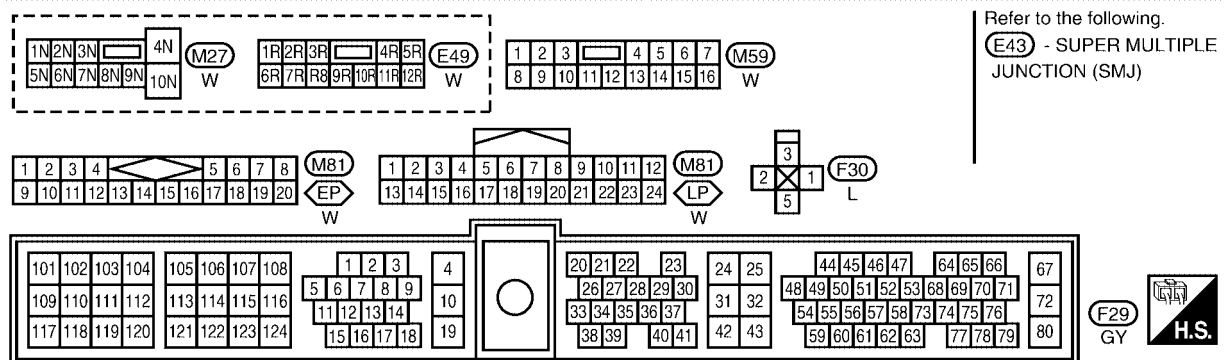 1N 2N 3N 4N
5N 6N 7N 8N 9N 10N
M27
W
1R 2R 3R 4R 5R
6R 7R R8 9R 10R 11R 12R
E49
W
1 2 3 4 5 6 7
8 9 10 11 12 13 14 15 16
M59
W
Refer to the following.
E43 - SUPER MULTIPLE
JUNCTION (SMJ)
1 2 3 4 5 6 7 8
9 10 11 12 13 14 15 16 17 18 19 20
M81
EP
W
1 2 3 4 5 6 7 8 9 10 11 12
13 14 15 16 17 18 19 20 21 22 23 24
M81
LP
W
3
2 1
5
F30
L
101 102 103 104 105 106 107 108 1 2 3 4 20 21 22 23 24 25 44 45 46 47 64 65 66 67
5 6 7 8 9 26 27 28 29 30 48 49 50 51 52 53 68 69 70 71
109 110 111 112 113 114 115 116 10 31 32 72
11 12 13 14 33 34 35 36 37 54 55 56 57 58 73 74 75 76
117 118 119 120 121 122 123 124 15 16 17 18 19 38 39 40 41 42 43 59 60 61 62 63 77 78 79 80
F29
GY
H.S.